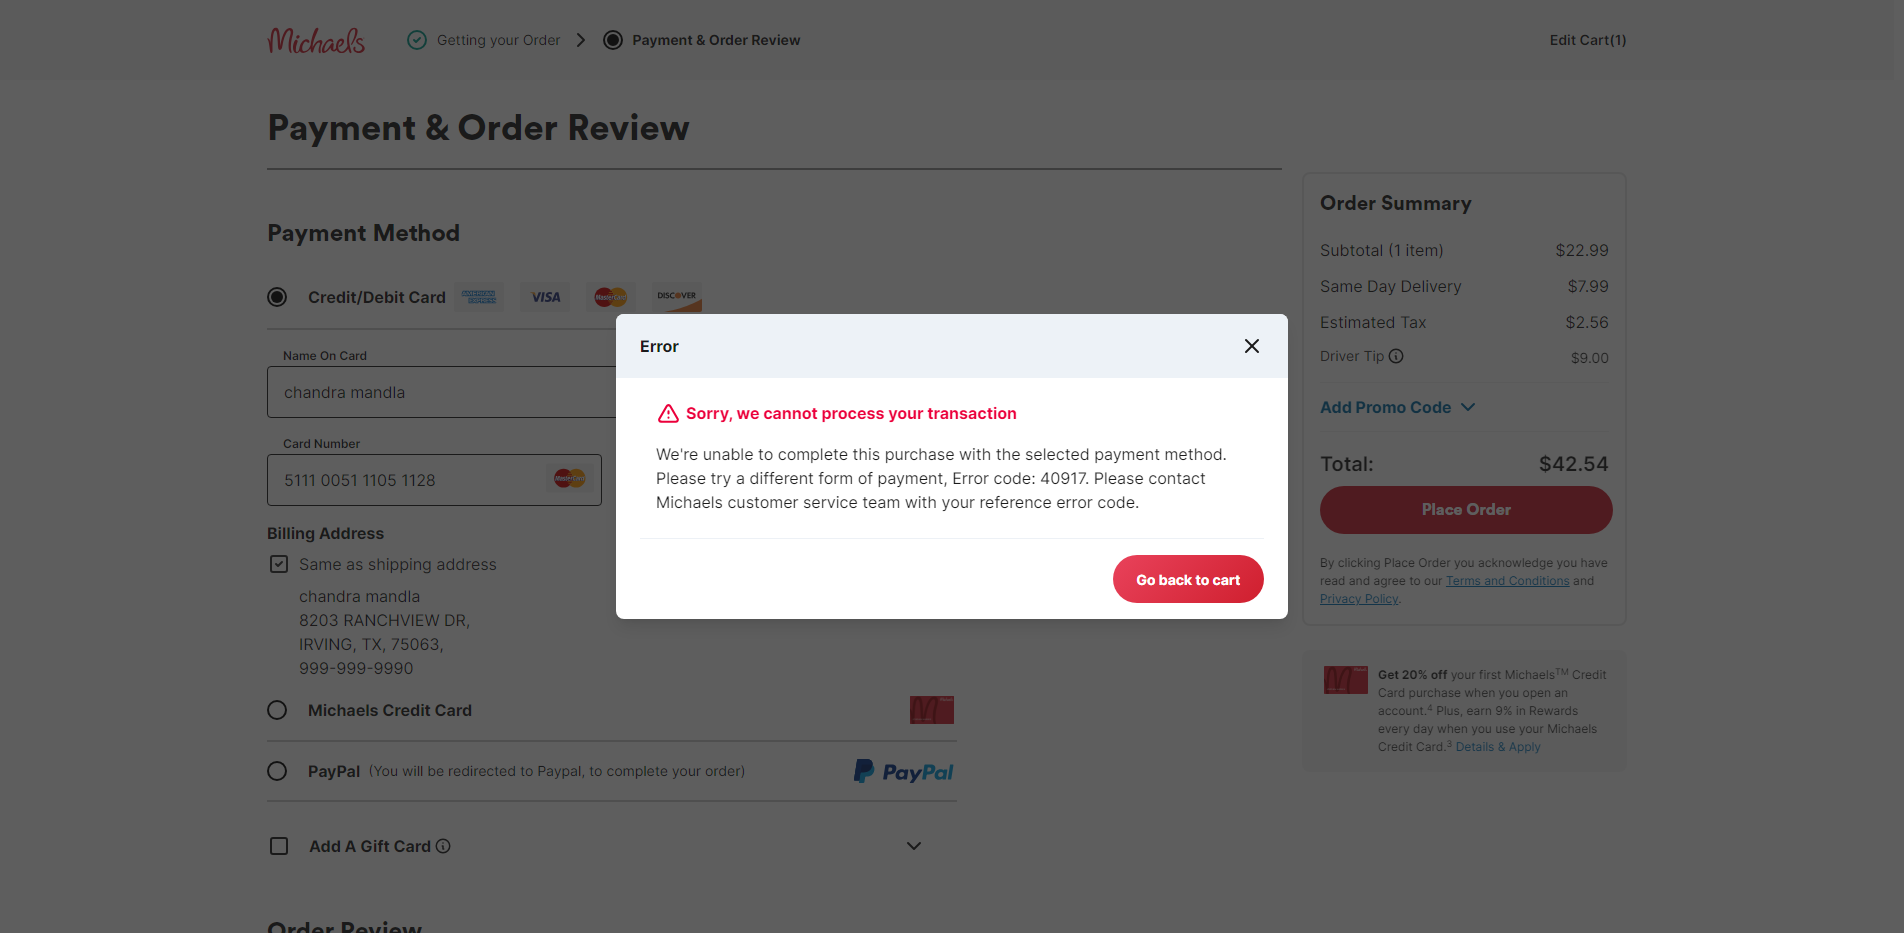 Michaels
Getting your Order
Payment & Order Review
Edit Cart(1)
Payment & Order Review
Payment Method
Credit/Debit Card
AMERICAN EXPRESS
VISA
MasterCard
DISCOVER
Name On Card
chandra mandla
Card Number
5111 0051 1105 1128
MasterCard
Billing Address
Same as shipping address
chandra mandla
8203 RANCHVIEW DR,
IRVING, TX, 75063,
999-999-9990
Michaels Credit Card
PayPal (You will be redirected to Paypal, to complete your order)
PayPal
Add A Gift Card
Order Review
Error
Sorry, we cannot process your transaction
We're unable to complete this purchase with the selected payment method.
Please try a different form of payment, Error code: 40917. Please contact
Michaels customer service team with your reference error code.
Go back to cart
Order Summary
Subtotal (1 item) $22.99
Same Day Delivery $7.99
Estimated Tax $2.56
Driver Tip $9.00
Add Promo Code
Total: $42.54
Place Order
By clicking Place Order you acknowledge you have
read and agree to our Terms and Conditions and
Privacy Policy.
Get 20% off your first Michaels™ Credit
Card purchase when you open an
account.⁴ Plus, earn 9% in Rewards
every day when you use your Michaels
Credit Card.³ Details & Apply